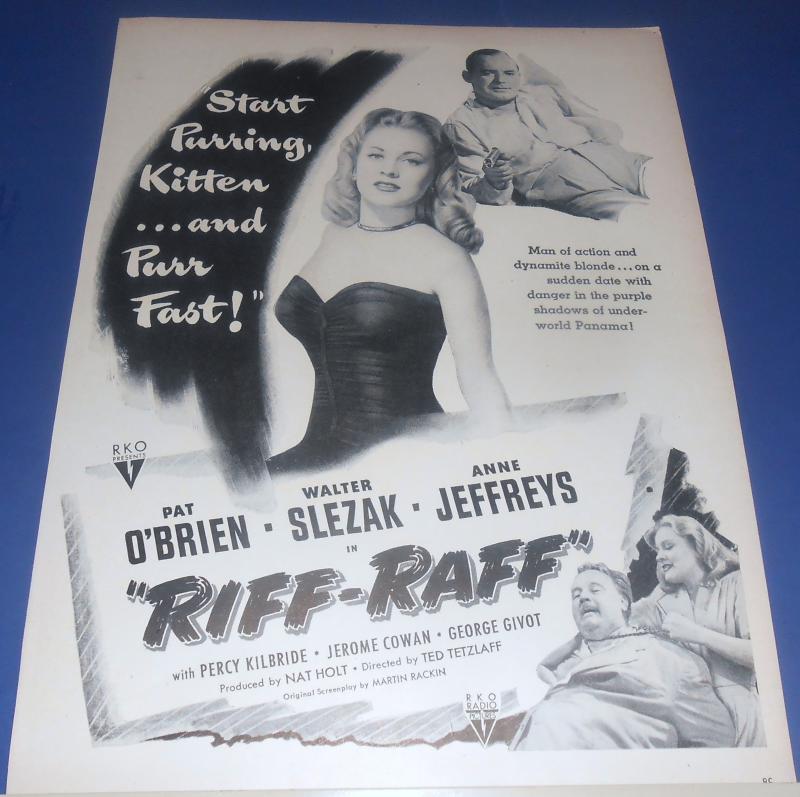 "Start
Purring,
Kitten
...and
Purr
Fast!"
Man of action and
dynamite blonde...on a
sudden date with
danger in the purple
shadows of under-
world Panama!
RKO
PRESENTS
PAT
O'BRIEN •
WALTER
SLEZAK •
ANNE
JEFFREYS
IN
"RIFF-RAFF"
with PERCY KILBRIDE • JEROME COWAN • GEORGE GIVOT
Produced by NAT HOLT • Directed by TED TETZLAFF
Original Screenplay by MARTIN RACKIN
RKO
RADIO
PICTURES